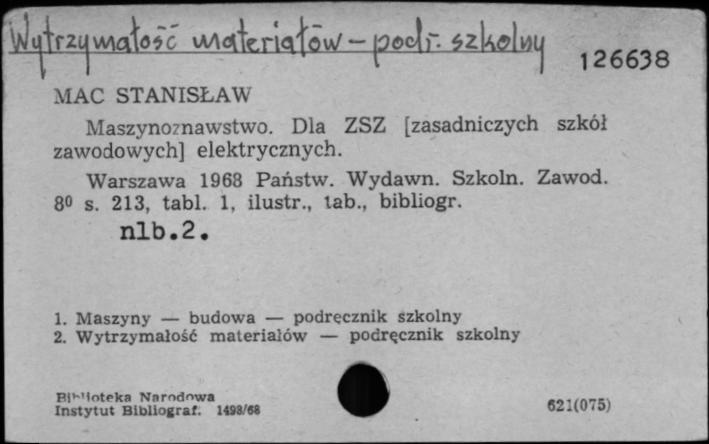 Wytrzymałość materiałów – podr. szkolny
126638
MAC STANISŁAW
Maszynoznawstwo. Dla ZSZ [zasadniczych szkół
zawodowych] elektrycznych.
Warszawa 1968 Państw. Wydawn. Szkoln. Zawod.
8⁰ s. 213, tabl. 1, ilustr., tab., bibliogr.
nlb.2.
1. Maszyny — budowa — podręcznik szkolny
2. Wytrzymałość materiałów — podręcznik szkolny
Biblioteka Narodowa
Instytut Bibliograf. 1493/68
621(075)